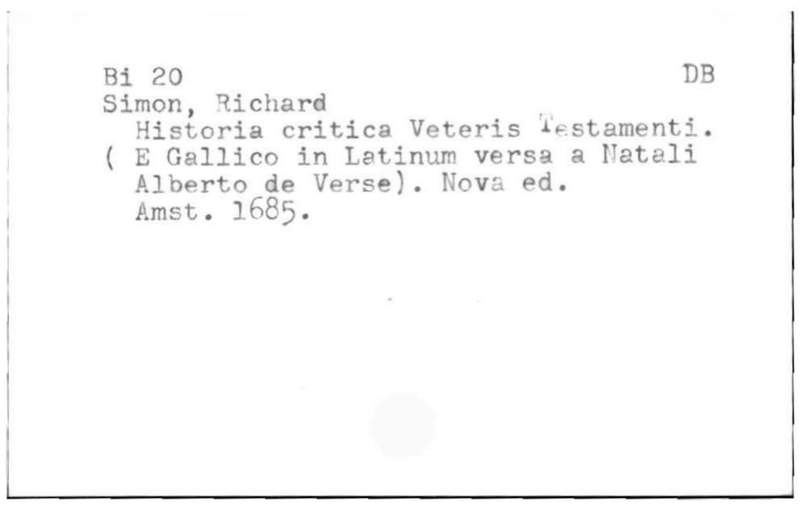 Bi 20 DB
Simon, Richard
Historia critica Veteris Testamenti.
( E Gallico in Latinum versa a Natali
Alberto de Verse). Nova ed.
Amst. 1685.